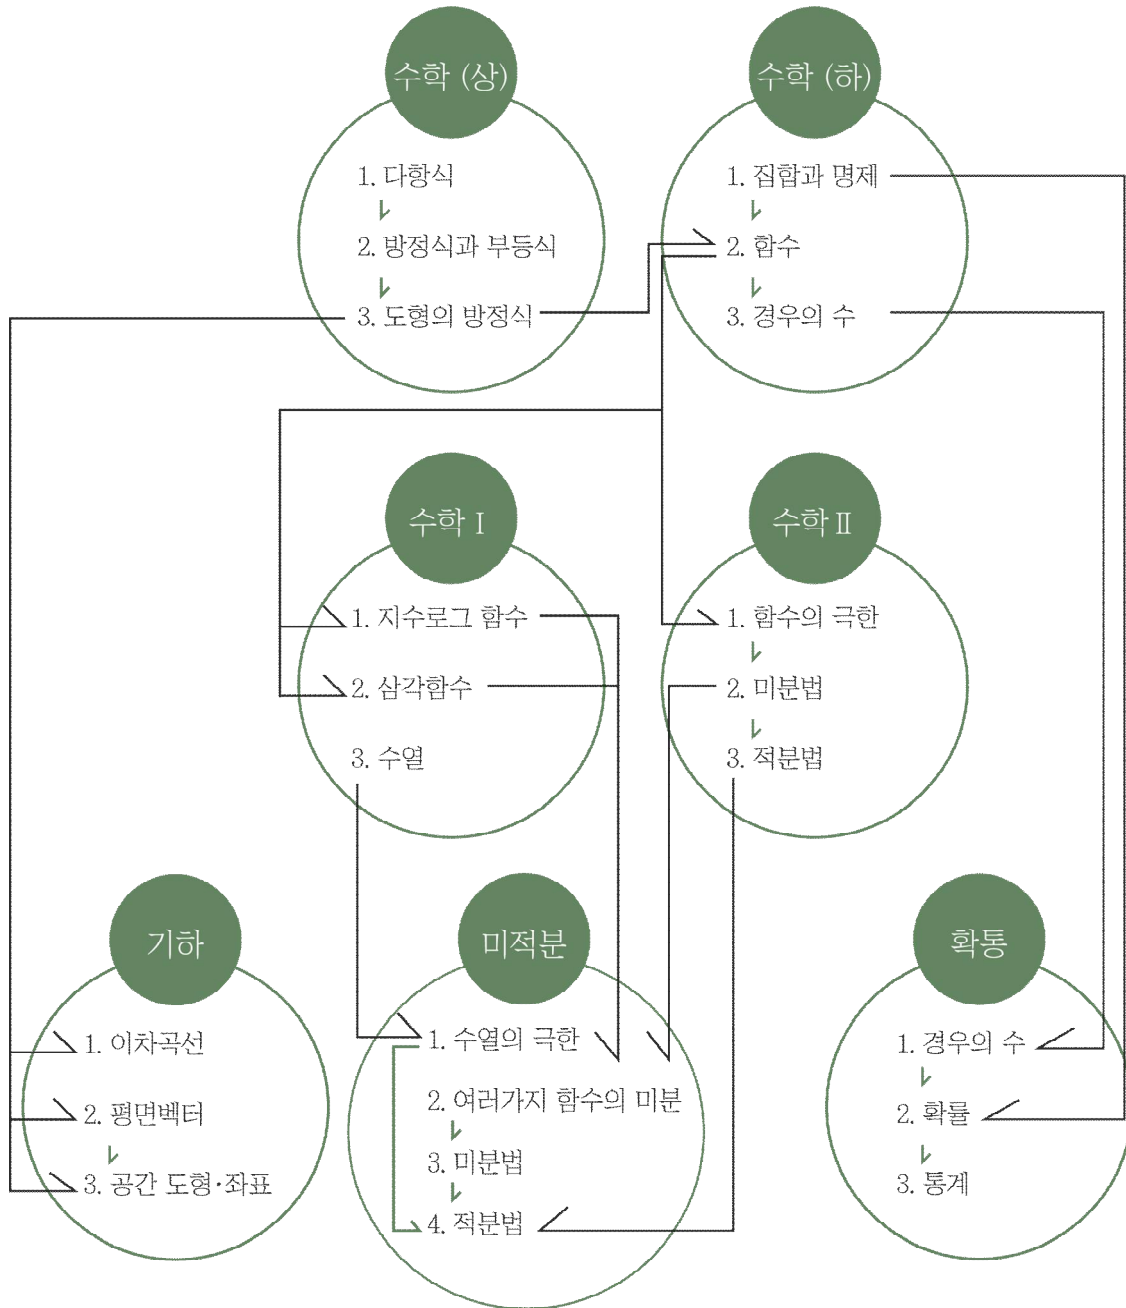 수학 (상)
1. 다항식
2. 방정식과 부등식
3. 도형의 방정식
수학 (하)
1. 집합과 명제
2. 함수
3. 경우의 수
수학 Ⅰ
1. 지수로그 함수
2. 삼각함수
3. 수열
수학 Ⅱ
1. 함수의 극한
2. 미분법
3. 적분법
기하
1. 이차곡선
2. 평면벡터
3. 공간 도형·좌표
미적분
1. 수열의 극한
2. 여러가지 함수의 미분
3. 미분법
4. 적분법
확통
1. 경우의 수
2. 확률
3. 통계